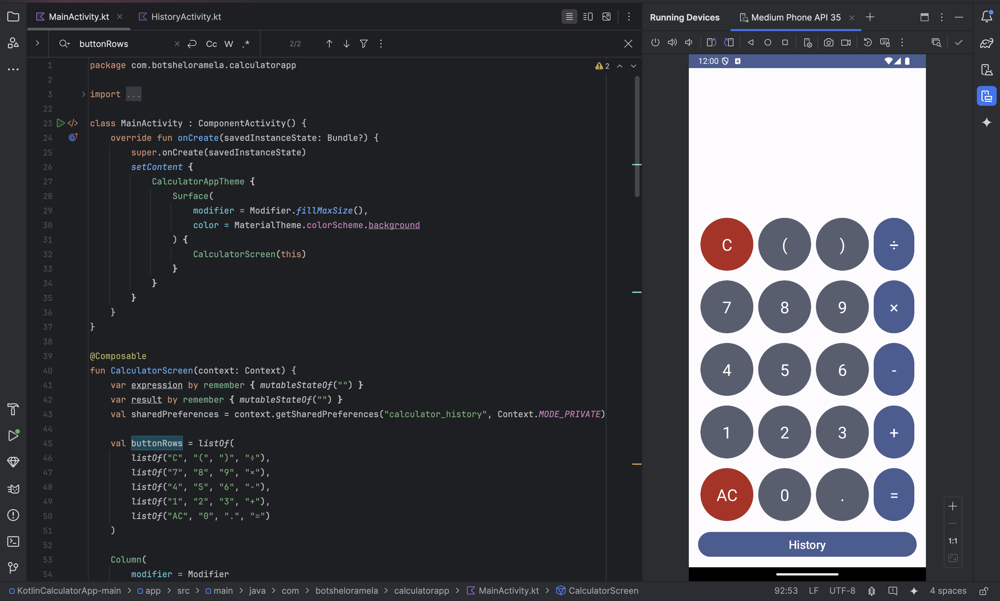 MainActivity.kt
HistoryActivity.kt
Running Devices
Medium Phone API 35
buttonRows
Cc W .*
2/2
1 package com.botsheloramela.calculatorapp
2
2
3 import ...
22
23 class MainActivity : ComponentActivity() {
24 override fun onCreate(savedInstanceState: Bundle?) {
25 super.onCreate(savedInstanceState)
26 setContent {
27 CalculatorAppTheme {
28 Surface(
29 modifier = Modifier.fillMaxSize(),
30 color = MaterialTheme.colorScheme.background
31 ) {
32 CalculatorScreen(this)
33 }
34 }
35 }
36 }
37 }
38
39 @Composable
40 fun CalculatorScreen(context: Context) {
41 var expression by remember { mutableStateOf("") }
42 var result by remember { mutableStateOf("") }
43 val sharedPreferences = context.getSharedPreferences("calculator_history", Context.MODE_PRIVATE)
44
45 val buttonRows = listOf(
46 listOf("C", "(", ")", "÷"),
47 listOf("7", "8", "9", "×"),
48 listOf("4", "5", "6", "-"),
49 listOf("1", "2", "3", "+"),
50 listOf("AC", "0", ".", "=")
51 )
52
53 Column(
54 modifier = Modifier
12:00
C ( ) ÷
7 8 9 ×
4 5 6 -
1 2 3 +
AC 0 . =
History
1:1
KotlinCalculatorApp-main > app > src > main > java > com > botsheloramela > calculatorapp > MainActivity.kt > CalculatorScreen
92:53 LF UTF-8 4 spaces